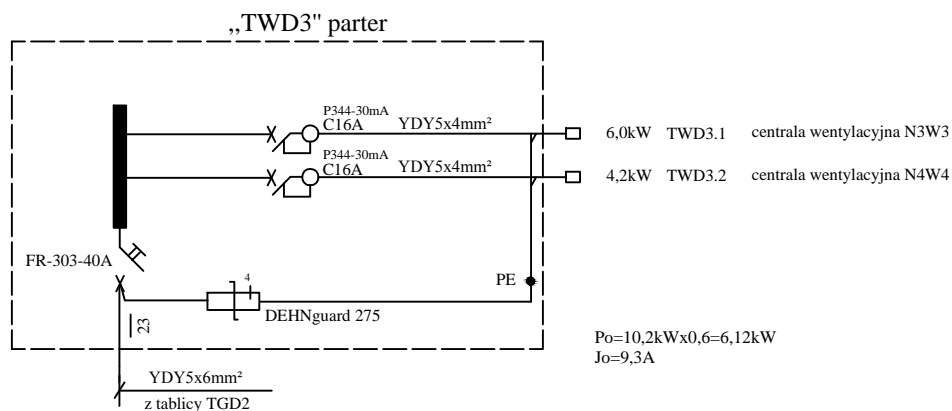 „TWD3" parter
P344-30mA
C16A YDY5x4mm² 6,0kW TWD3.1 centrala wentylacyjna N3W3
P344-30mA
C16A YDY5x4mm² 4,2kW TWD3.2 centrala wentylacyjna N4W4
FR-303-40A
PE
4
DEHNguard 275
23
Po=10,2kWx0,6=6,12kW
Jo=9,3A
YDY5x6mm²
z tablicy TGD2